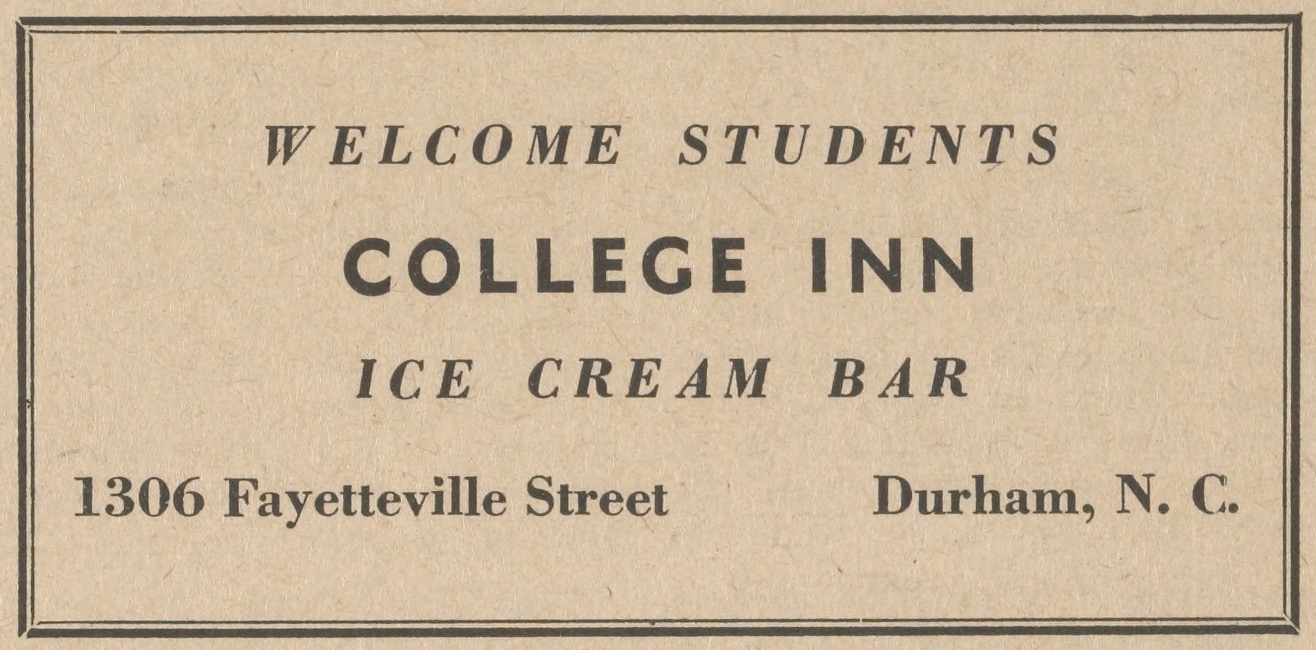 WELCOME STUDENTS
COLLEGE INN
ICE CREAM BAR
1306 Fayetteville Street Durham, N. C.